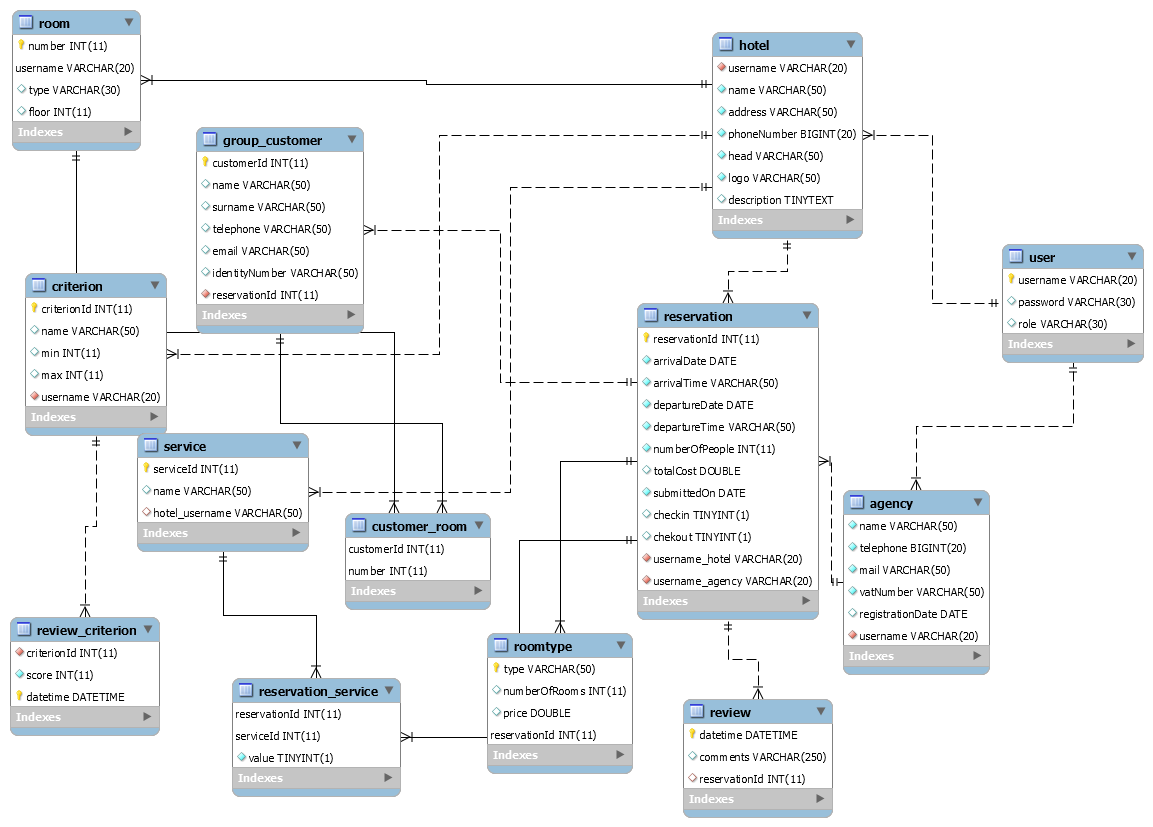 room
number INT(11)
username VARCHAR(20)
type VARCHAR(30)
floor INT(11)
Indexes
hotel
username VARCHAR(20)
name VARCHAR(50)
address VARCHAR(50)
phoneNumber BIGINT(20)
head VARCHAR(50)
logo VARCHAR(50)
description TINYTEXT
Indexes
group_customer
customerId INT(11)
name VARCHAR(50)
surname VARCHAR(50)
telephone VARCHAR(50)
email VARCHAR(50)
identityNumber VARCHAR(50)
reservationId INT(11)
Indexes
user
username VARCHAR(20)
password VARCHAR(30)
role VARCHAR(30)
Indexes
criterion
criterionId INT(11)
name VARCHAR(50)
min INT(11)
max INT(11)
username VARCHAR(20)
Indexes
reservation
reservationId INT(11)
arrivalDate DATE
arrivalTime VARCHAR(50)
departureDate DATE
departureTime VARCHAR(50)
numberOfPeople INT(11)
totalCost DOUBLE
submittedOn DATE
checkin TINYINT(1)
chekout TINYINT(1)
username_hotel VARCHAR(20)
username_agency VARCHAR(20)
Indexes
service
serviceId INT(11)
name VARCHAR(50)
hotel_username VARCHAR(50)
Indexes
agency
name VARCHAR(50)
telephone BIGINT(20)
mail VARCHAR(50)
vatNumber VARCHAR(50)
registrationDate DATE
username VARCHAR(20)
Indexes
customer_room
customerId INT(11)
number INT(11)
Indexes
review_criterion
criterionId INT(11)
score INT(11)
datetime DATETIME
Indexes
roomtype
type VARCHAR(50)
numberOfRooms INT(11)
price DOUBLE
reservationId INT(11)
Indexes
reservation_service
reservationId INT(11)
serviceId INT(11)
value TINYINT(1)
Indexes
review
datetime DATETIME
comments VARCHAR(250)
reservationId INT(11)
Indexes